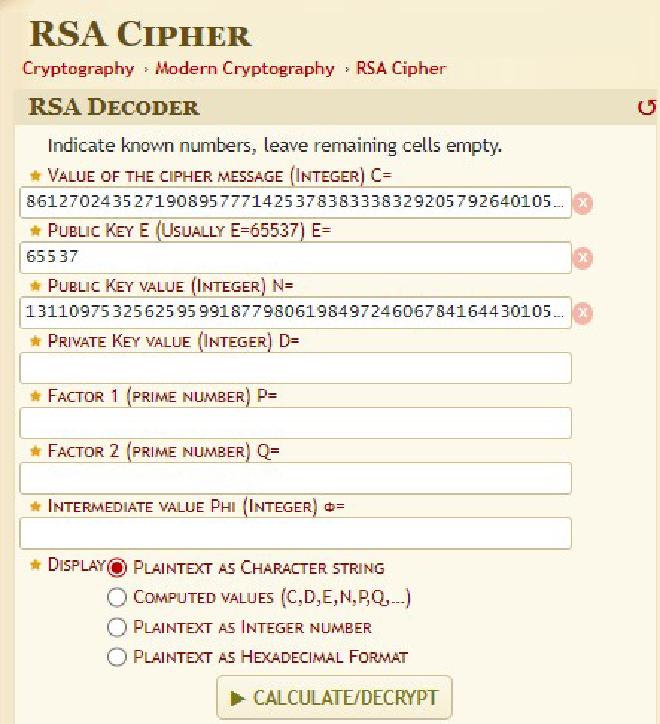 RSA CIPHER
Cryptography › Modern Cryptography › RSA Cipher
RSA DECODER
Indicate known numbers, leave remaining cells empty.
★ VALUE OF THE CIPHER MESSAGE (INTEGER) C=
8612702435271908957771425378383338329205792640105…
★ PUBLIC KEY E (USUALLY E=65537) E=
65537
★ PUBLIC KEY VALUE (INTEGER) N=
1311097532562595991877980619849724606784164430105…
★ PRIVATE KEY VALUE (INTEGER) D=
★ FACTOR 1 (PRIME NUMBER) P=
★ FACTOR 2 (PRIME NUMBER) Q=
★ INTERMEDIATE VALUE PHI (INTEGER) Φ=
★ DISPLAY PLAINTEXT AS CHARACTER STRING
COMPUTED VALUES (C,D,E,N,P,Q,...)
PLAINTEXT AS INTEGER NUMBER
PLAINTEXT AS HEXADECIMAL FORMAT
▶ CALCULATE/DECRYPT